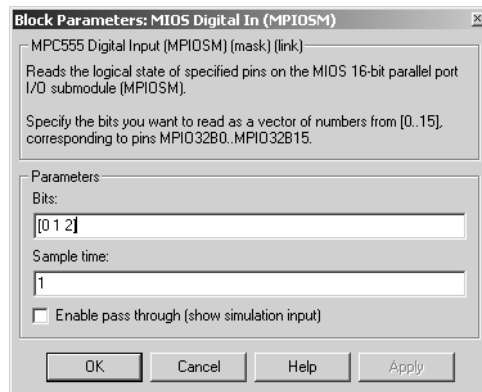 Block Parameters: MIOS Digital In (MPIOSM)
MPC555 Digital Input (MPIOSM) (mask) (link)
Reads the logical state of specified pins on the MIOS 16-bit parallel port
I/O submodule (MPIOSM).
Specify the bits you want to read as a vector of numbers from [0..15],
corresponding to pins MPIO32B0..MPIO32B15.
Parameters
Bits:
[0 1 2]
Sample time:
1
Enable pass through (show simulation input)
OK Cancel Help Apply